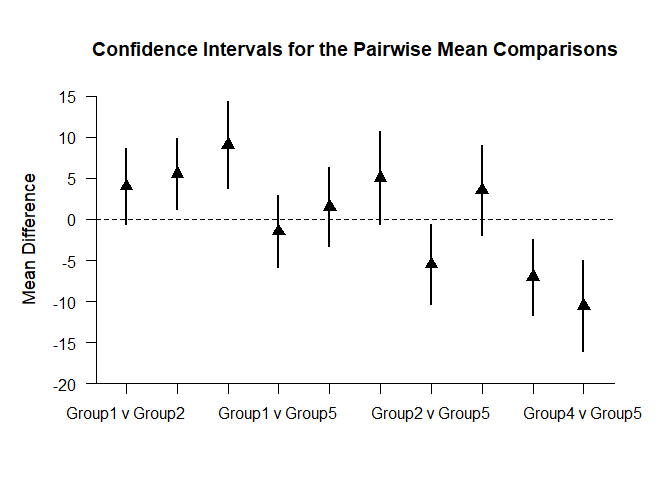 Confidence Intervals for the Pairwise Mean Comparisons
15
10
5
0
-5
-10
-15
-20
Mean Difference
Group1 v Group2 Group1 v Group5 Group2 v Group5 Group4 v Group5